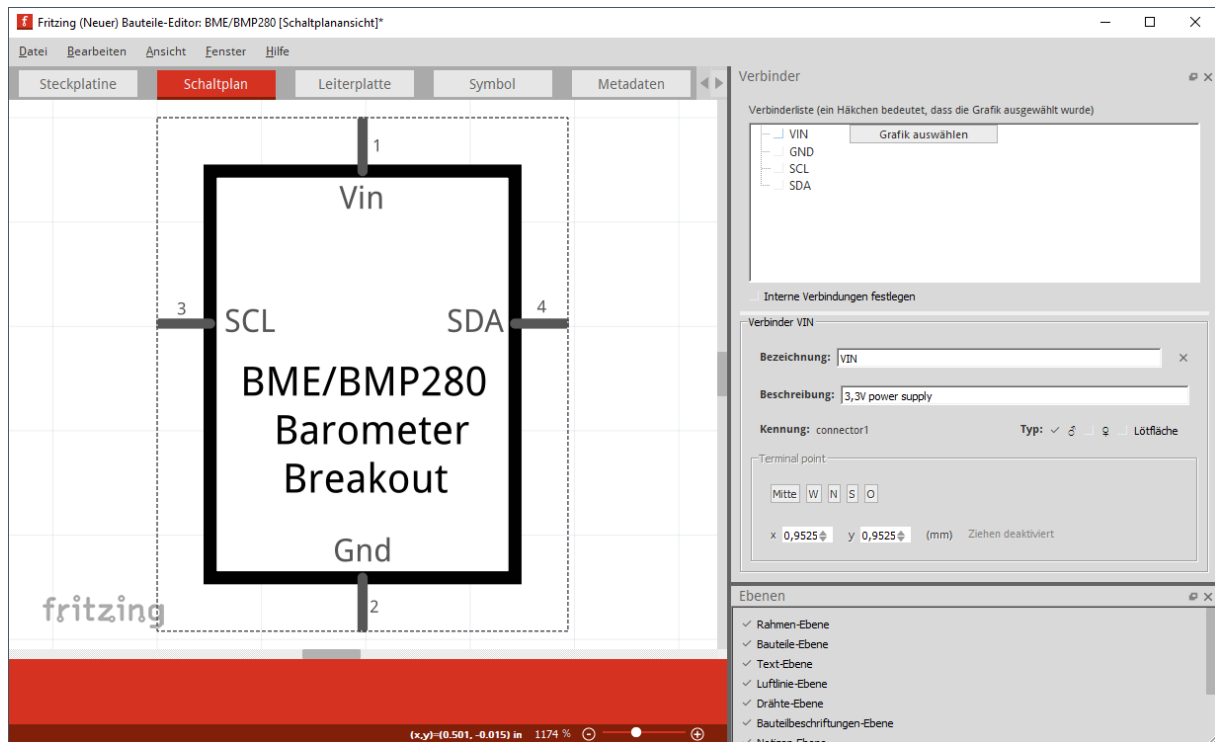 Fritzing (Neuer) Bauteile-Editor: BME/BMP280 [Schaltplanansicht]*
Datei Bearbeiten Ansicht Fenster Hilfe
Steckplatine Schaltplan Leiterplatte Symbol Metadaten
1
Vin
3 SCL SDA 4
BME/BMP280
Barometer
Breakout
Gnd
2
fritzing
(x,y)=(0.501, -0.015) in 1174 %
Verbinder
Verbinderliste (ein Häkchen bedeutet, dass die Grafik ausgewählt wurde)
VIN Grafik auswählen
GND
SCL
SDA
Interne Verbindungen festlegen
Verbinder VIN
Bezeichnung: VIN
Beschreibung: 3,3V power supply
Kennung: connector1 Typ: ♂ ♀ Lötfläche
Terminal point
Mitte W N S O
x 0,9525 y 0,9525 (mm) Ziehen deaktiviert
Ebenen
Rahmen-Ebene
Bauteile-Ebene
Text-Ebene
Luftlinie-Ebene
Drähte-Ebene
Bauteilbeschriftungen-Ebene